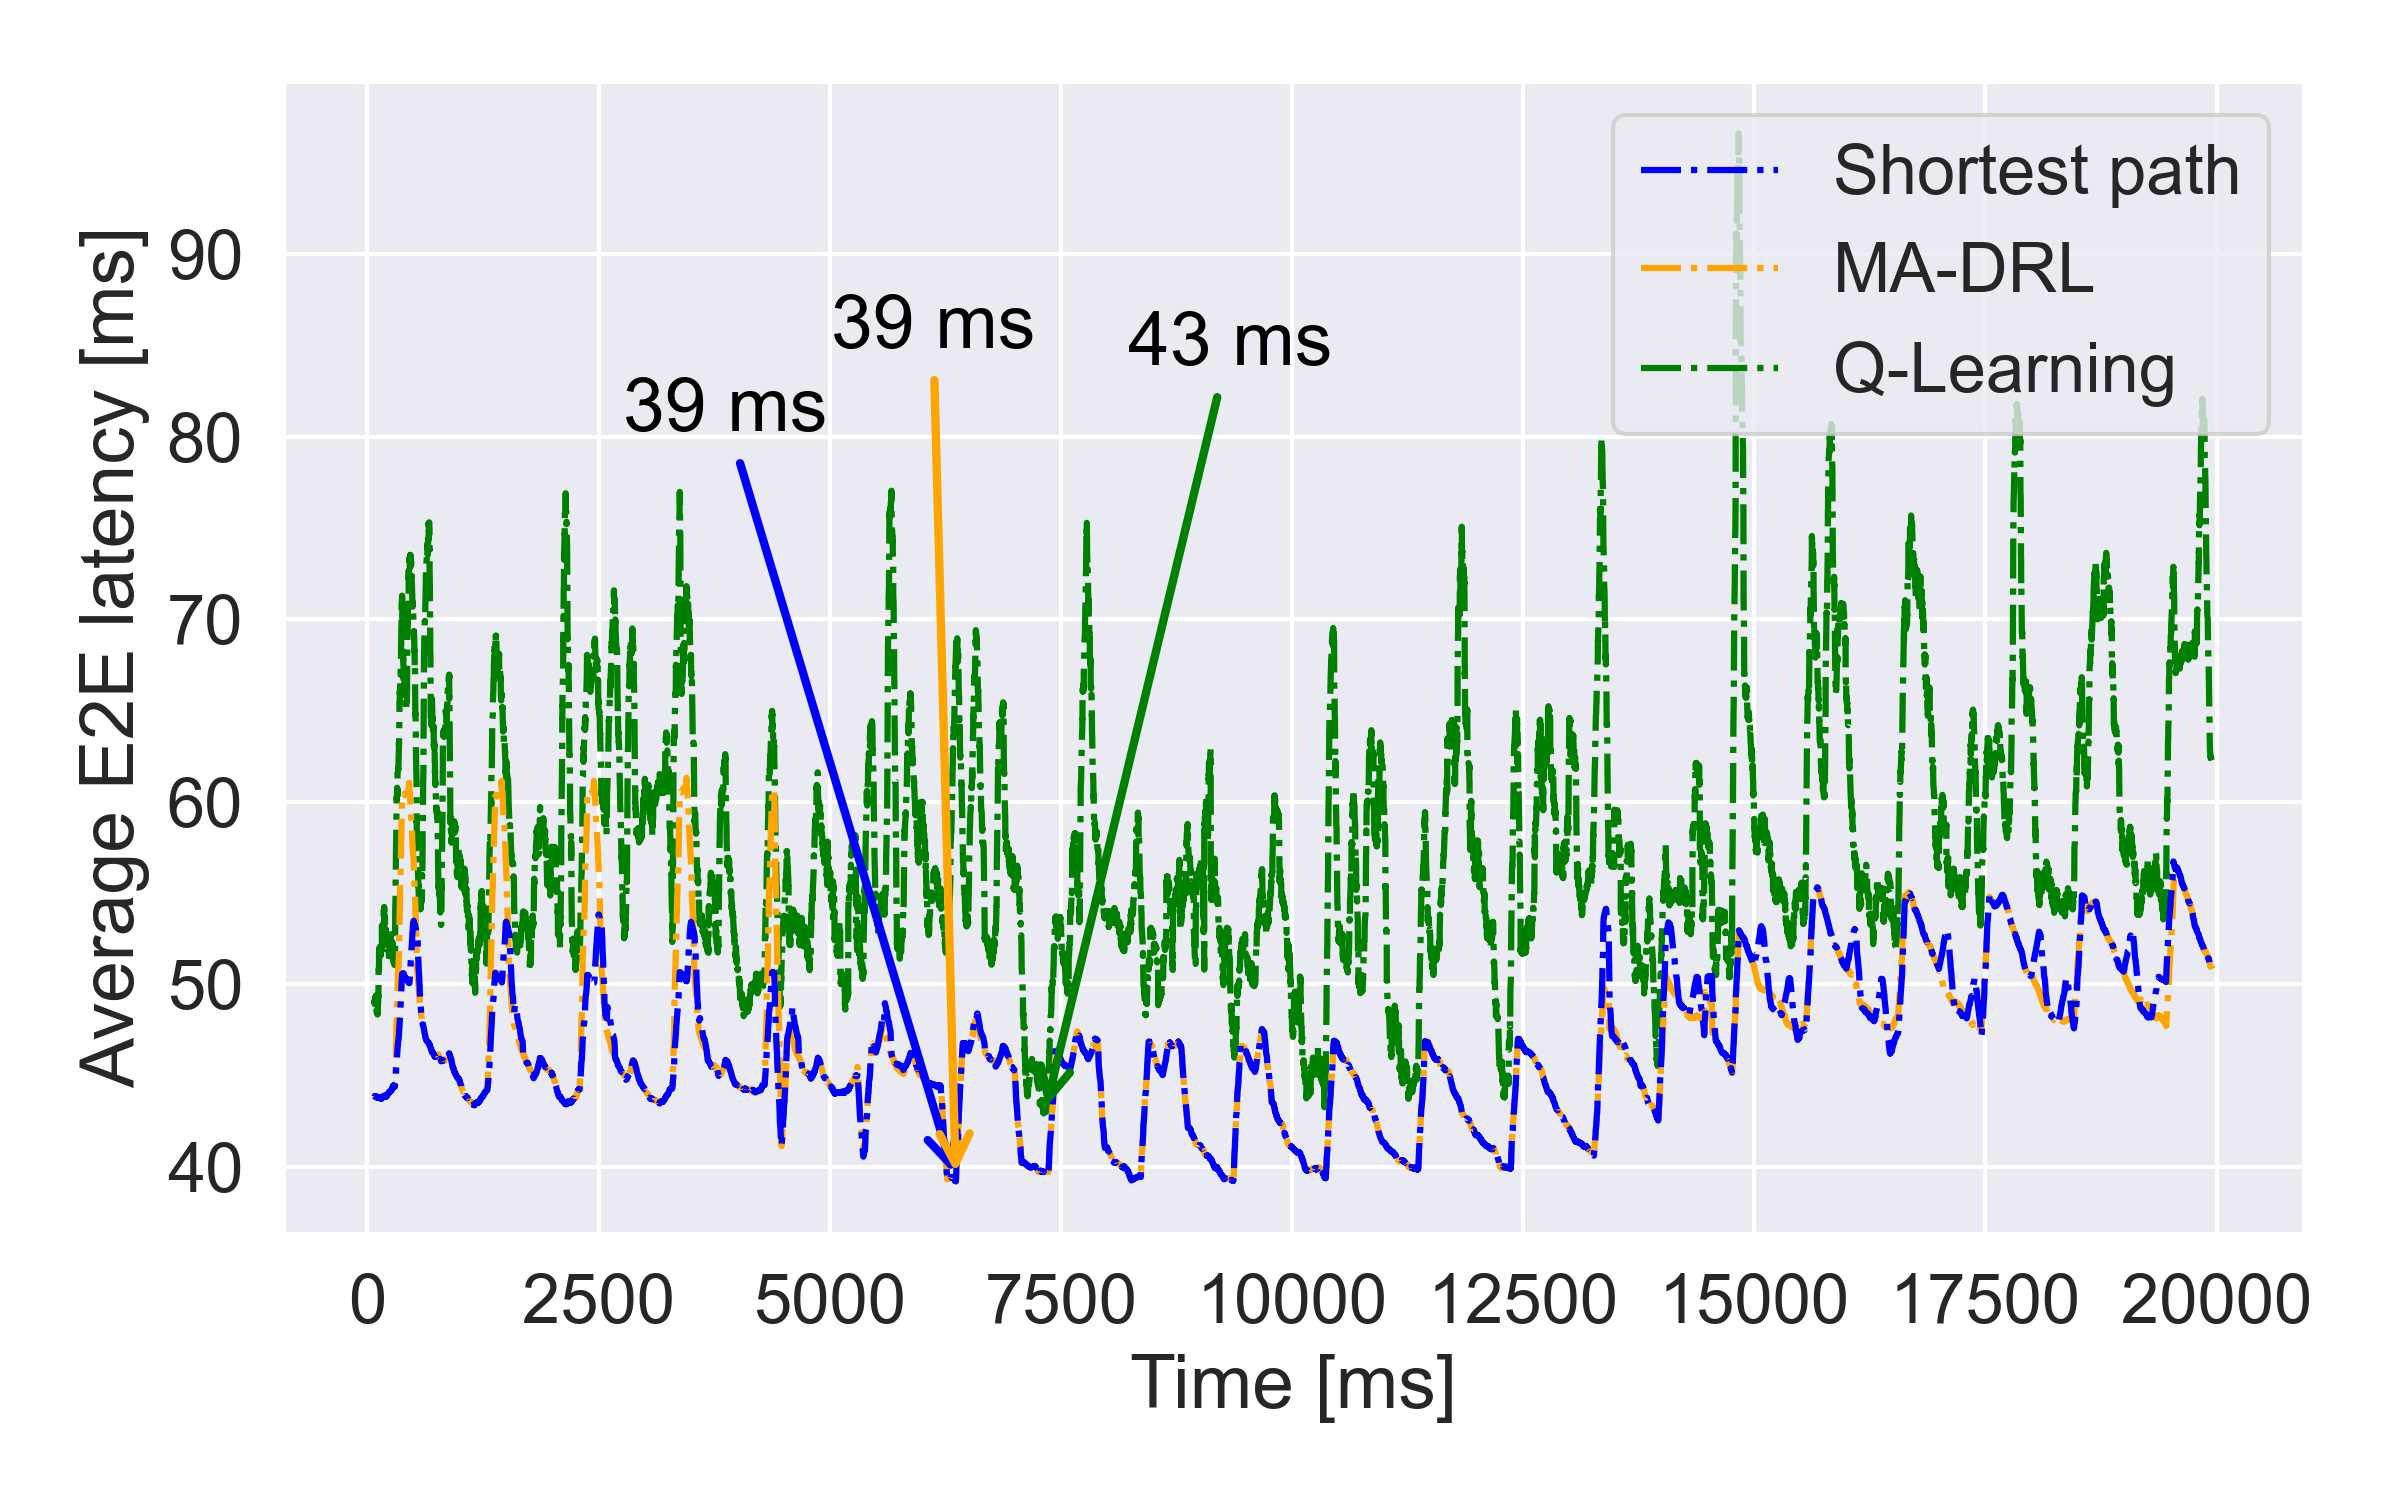 Average E2E latency [ms]
90
80
70
60
50
40
39 ms
39 ms
43 ms
Shortest path
MA-DRL
Q-Learning
0 2500 5000 7500 10000 12500 15000 17500 20000
Time [ms]